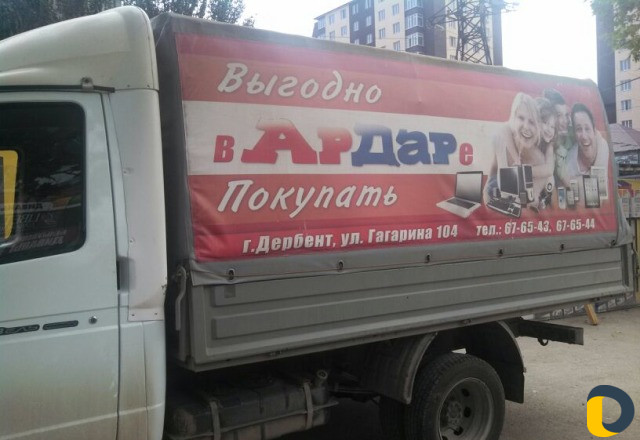 Выгодно
в АРДАРе
Покупать
г.Дербент, ул. Гагарина 104 тел.: 67-65-43, 67-65-44